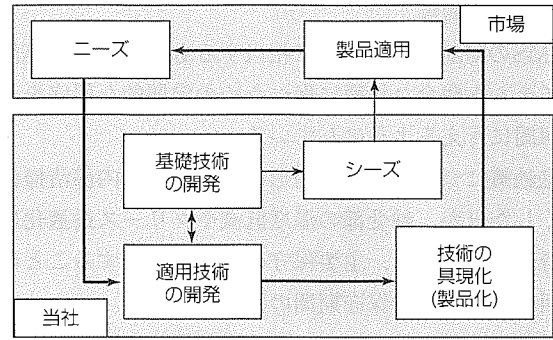 市場
ニーズ
製品適用
基礎技術
の開発
シーズ
適用技術
の開発
技術の
具現化
(製品化)
当社